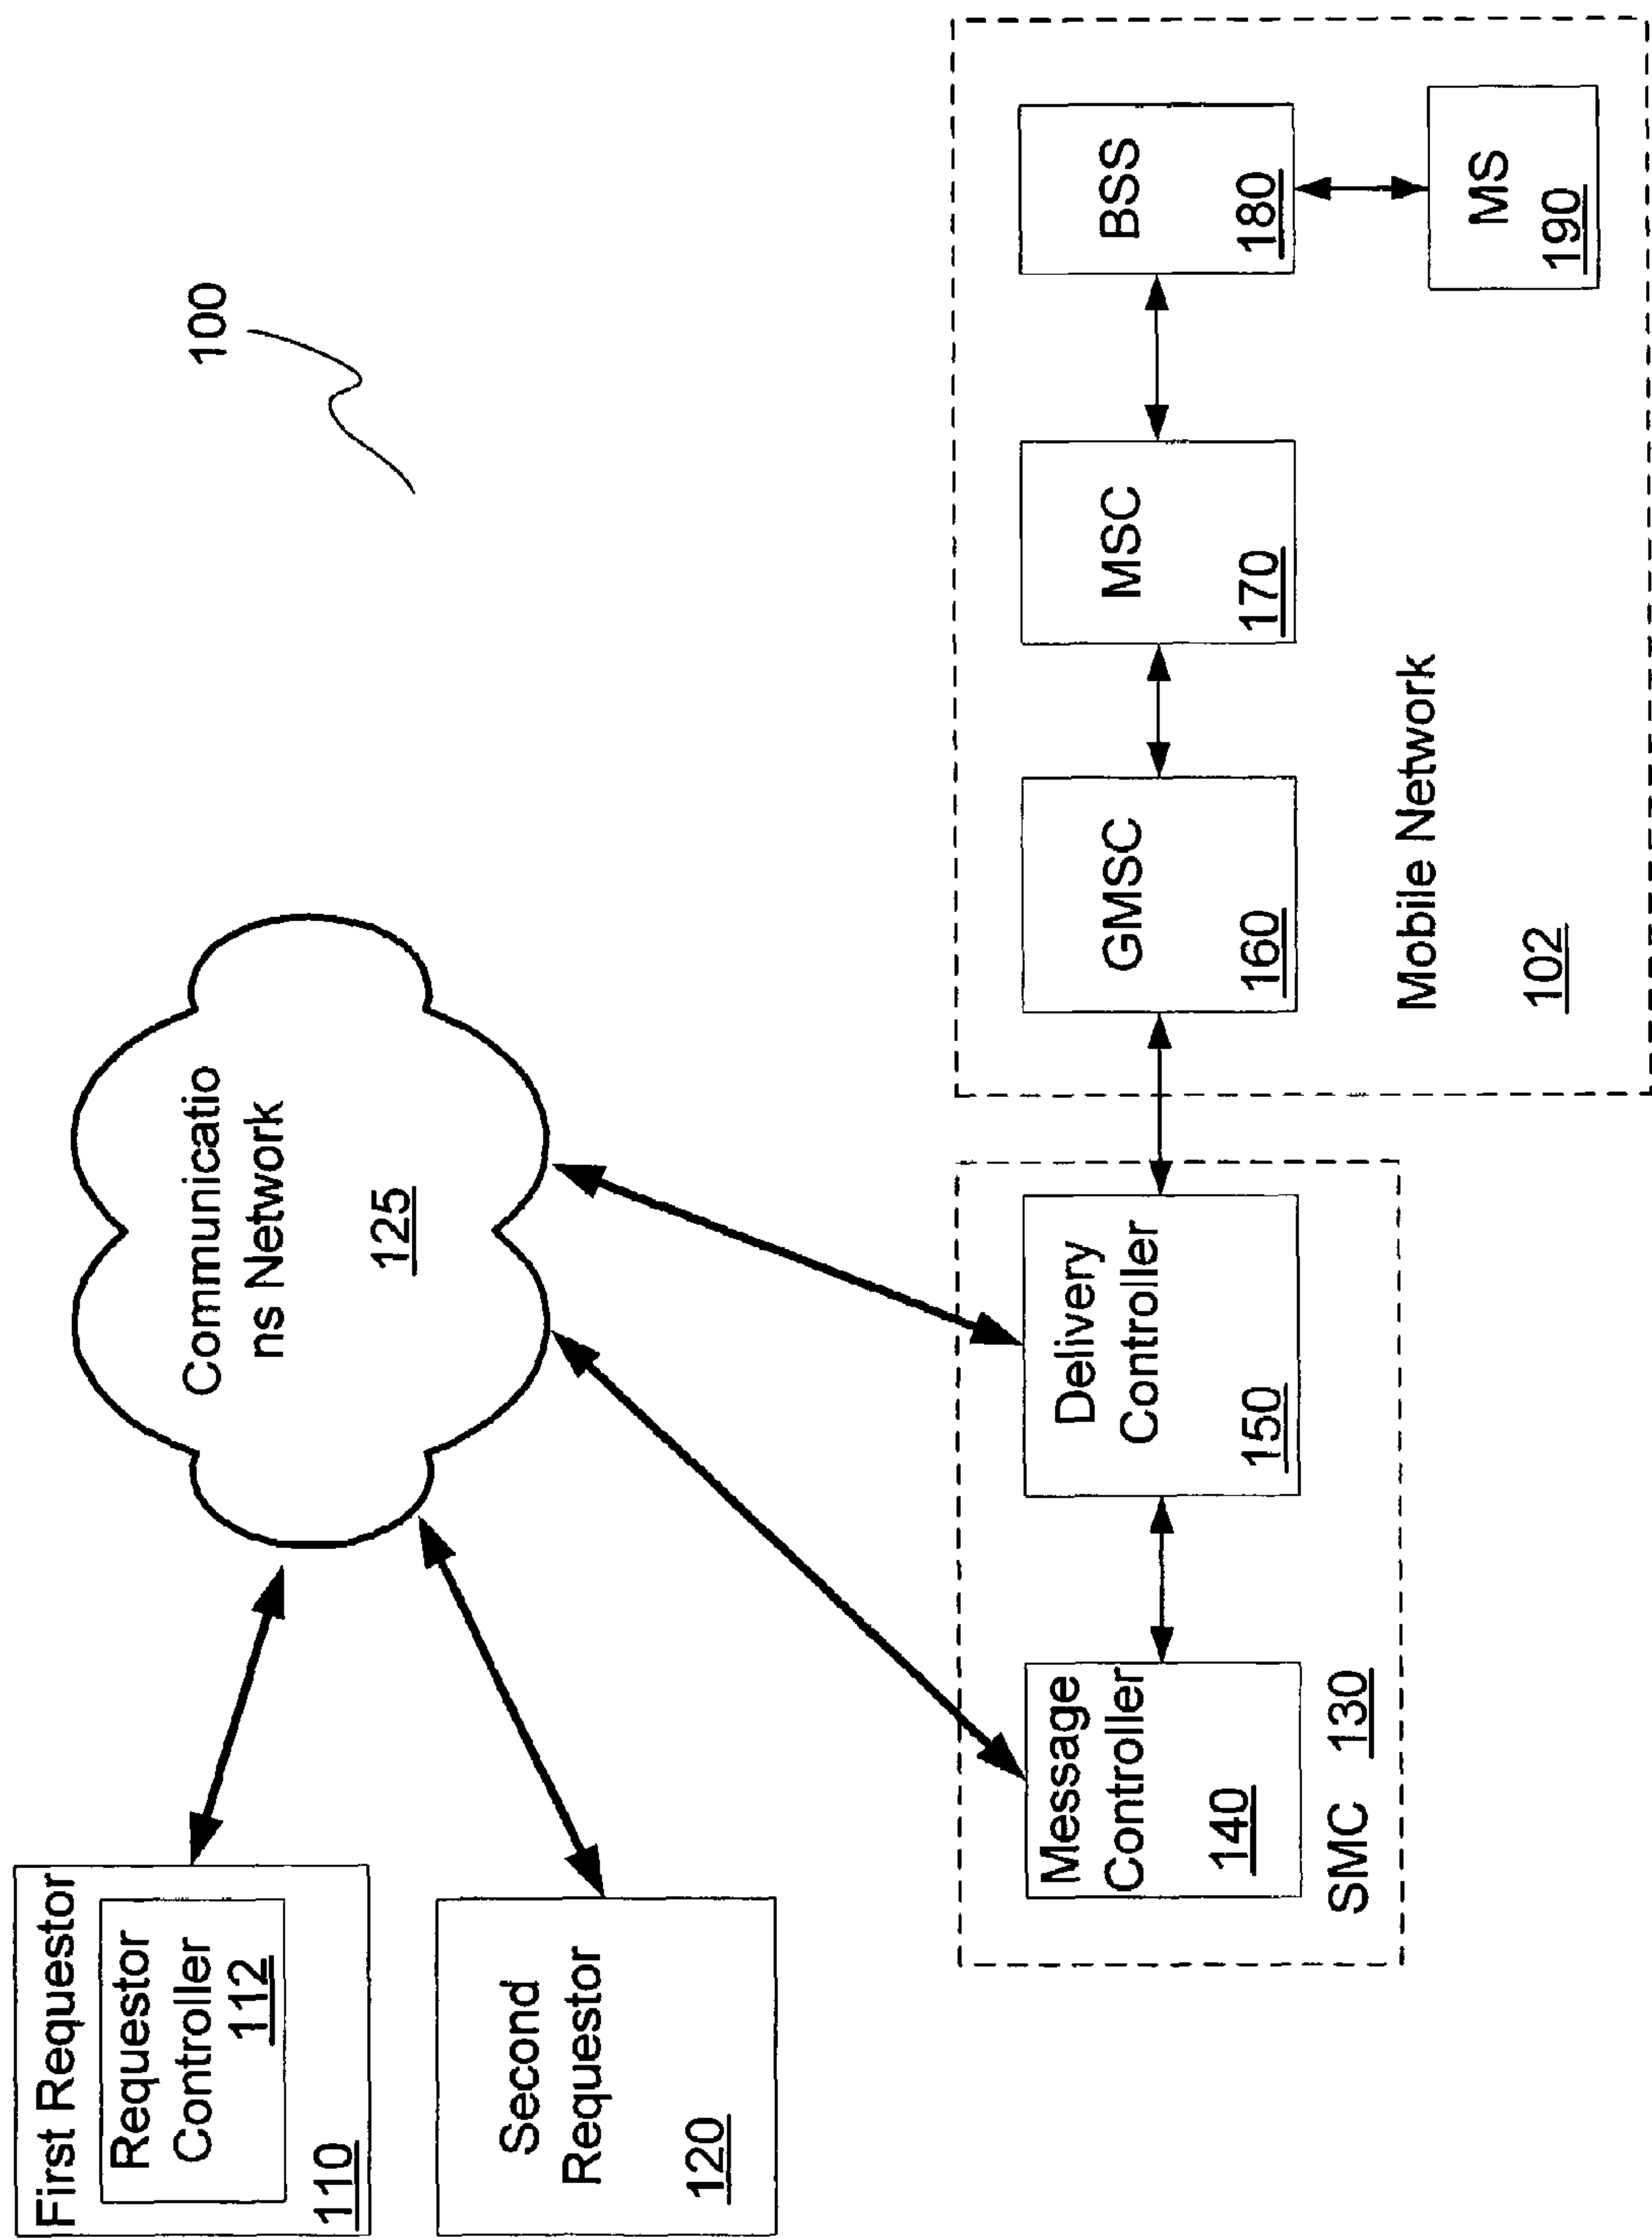 First Requestor
Requestor
Controller
112
110
Second
Requestor
120
Communicatio
ns Network
125
100
Message
Controller
140
SMC 130
Delivery
Controller
150
GMSC
160
MSC
170
BSS
180
MS
190
Mobile Network
102